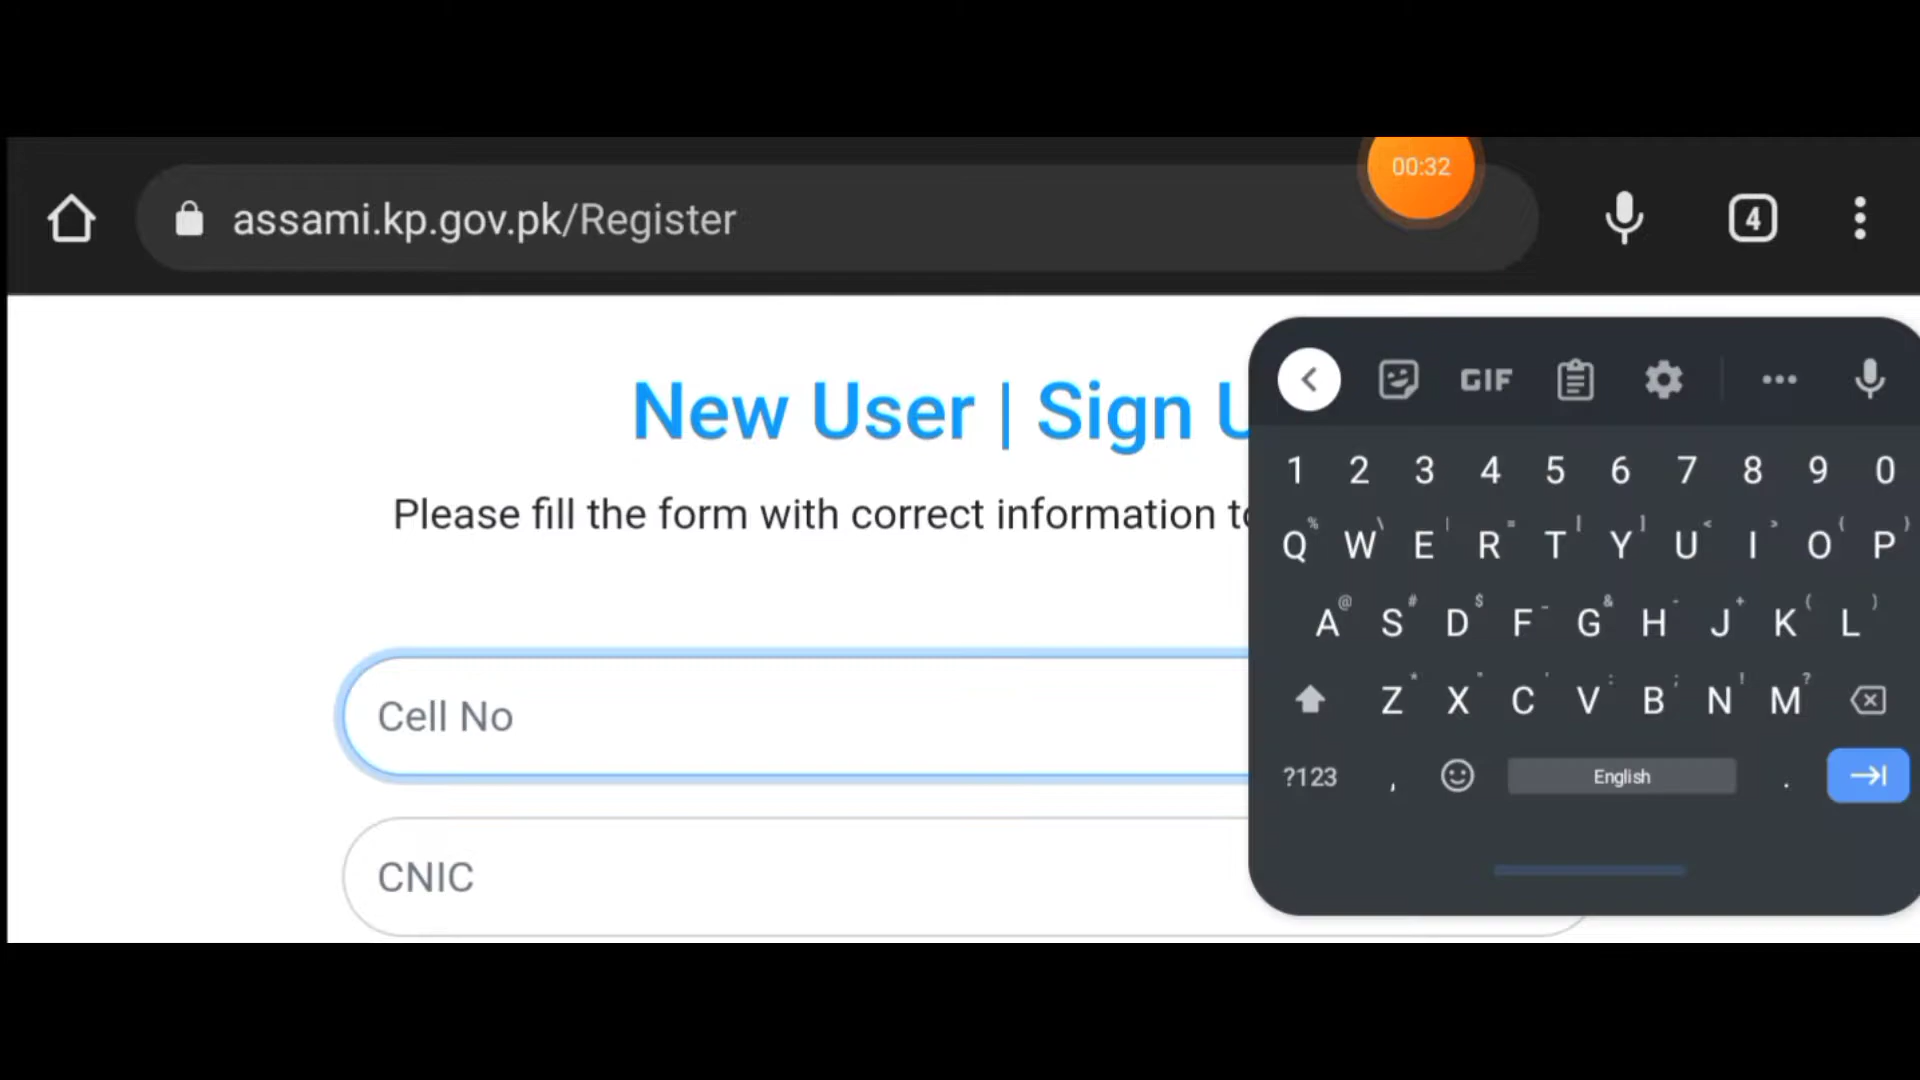 00:32
assami.kp.gov.pk/Register
4
New User | Sign U
Please fill the form with correct information to
Cell No
CNIC
GIF
1 2 3 4 5 6 7 8 9 0
% \ | = [ ] < > { }
Q W E R T Y U I O P
@ # $ _ & - + ( )
A S D F G H J K L
* " ' : ; ! ?
Z X C V B N M
?123 , English .